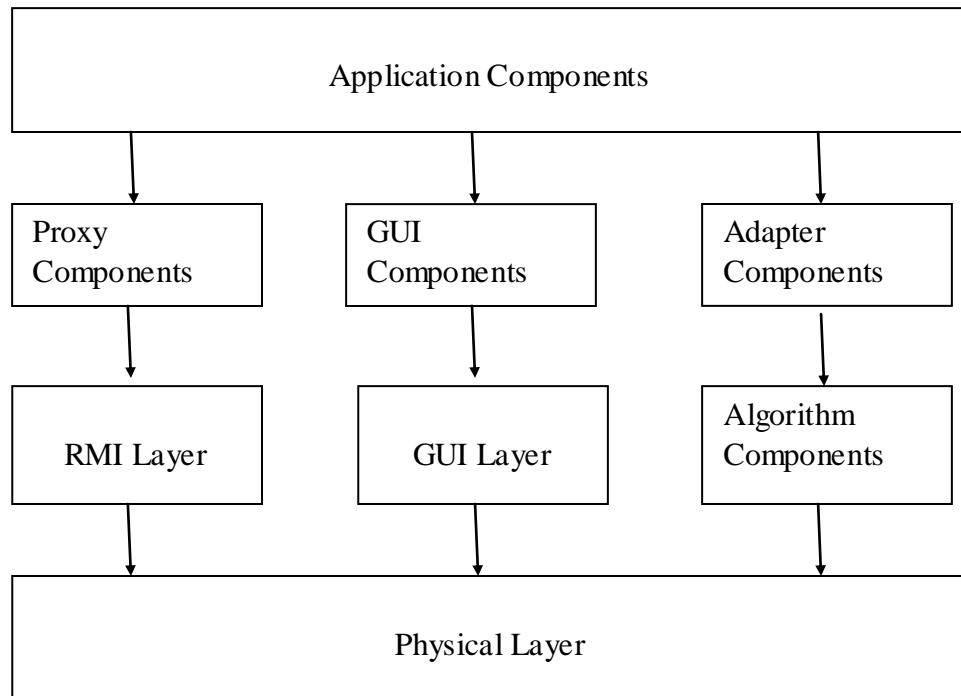 Application Components
Proxy
Components
GUI
Components
Adapter
Components
RMI Layer
GUI Layer
Algorithm
Components
Physical Layer